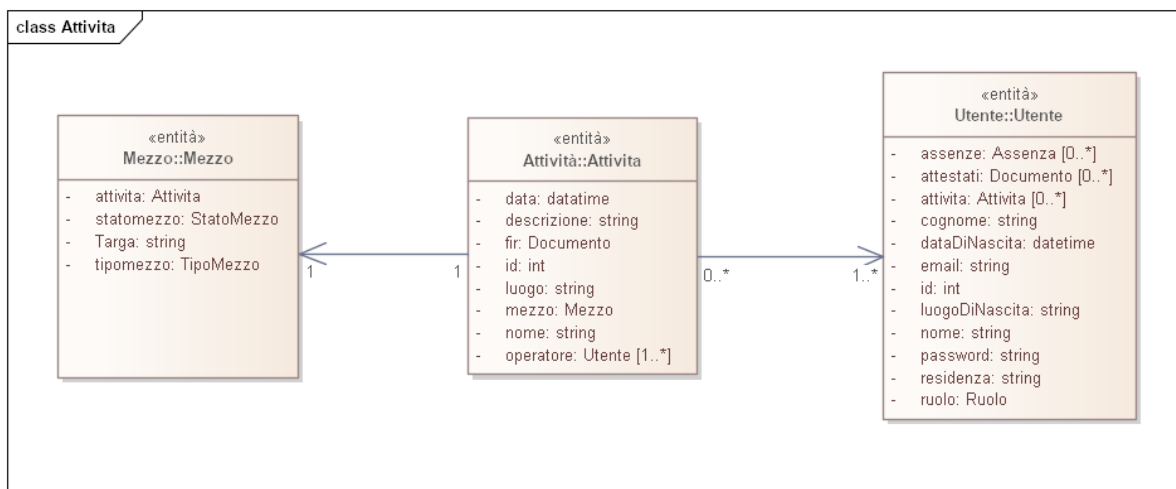 class Attivita
«entità»
Mezzo::Mezzo
- attivita: Attivita
- statomezzo: StatoMezzo
- Targa: string
- tipomezzo: TipoMezzo
1
1
«entità»
Attività::Attivita
- data: datatime
- descrizione: string
- fir: Documento
- id: int
- luogo: string
- mezzo: Mezzo
- nome: string
- operatore: Utente [1..*]
0..*
1..*
«entità»
Utente::Utente
- assenze: Assenza [0..*]
- attestati: Documento [0..*]
- attivita: Attivita [0..*]
- cognome: string
- dataDiNascita: datetime
- email: string
- id: int
- luogoDiNascita: string
- nome: string
- password: string
- residenza: string
- ruolo: Ruolo